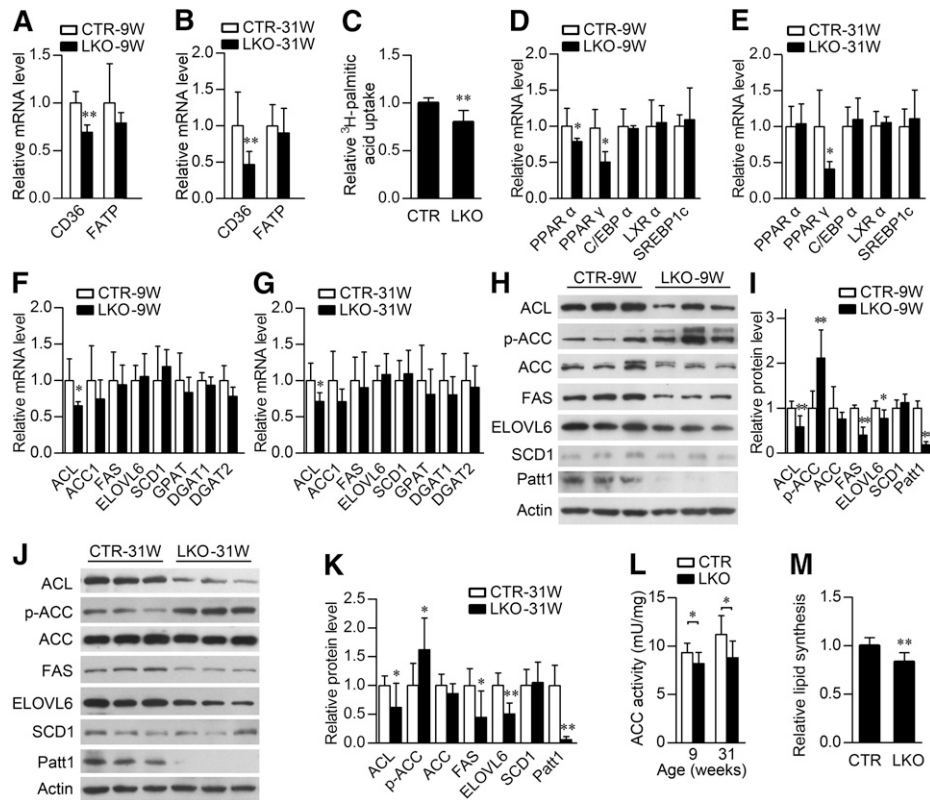 A
CTR-9W
LKO-9W
Relative mRNA level
1.5
1.0
0.5
0.0
**
CD36
FATP
B
CTR-31W
LKO-31W
Relative mRNA level
2.0
1.5
1.0
0.5
0.0
**
CD36
FATP
C
Relative ³H-palmitic
acid uptake
1.5
1.0
0.5
0.0
**
CTR
LKO
D
CTR-9W
LKO-9W
Relative mRNA level
2.0
1.5
1.0
0.5
0.0
*
*
PPAR α
PPAR γ
C/EBP α
LXR α
SREBP1c
E
CTR-31W
LKO-31W
Relative mRNA level
2.0
1.5
1.0
0.5
0.0
*
PPAR α
PPAR γ
C/EBP α
LXR α
SREBP1c
F
CTR-9W
LKO-9W
Relative mRNA level
2.0
1.5
1.0
0.5
0.0
*
ACL
ACC1
FAS
ELOVL6
SCD1
GPAT
DGAT1
DGAT2
G
CTR-31W
LKO-31W
Relative mRNA level
2.0
1.5
1.0
0.5
0.0
*
ACL
ACC1
FAS
ELOVL6
SCD1
GPAT
DGAT1
DGAT2
H
CTR-9W LKO-9W
ACL
p-ACC
ACC
FAS
ELOVL6
SCD1
Patt1
Actin
I
CTR-9W
LKO-9W
Relative protein level
3
2
1
0
**
**
**
*
**
ACL
p-ACC
ACC
FAS
ELOVL6
SCD1
Patt1
J
CTR-31W LKO-31W
ACL
p-ACC
ACC
FAS
ELOVL6
SCD1
Patt1
Actin
K
CTR-31W
LKO-31W
Relative protein level
2.5
2.0
1.5
1.0
0.5
0.0
*
*
*
**
**
ACL
p-ACC
ACC
FAS
ELOVL6
SCD1
Patt1
L
CTR
LKO
ACC activity (mU/mg)
20
15
10
5
0
*
*
9 31
Age (weeks)
M
Relative lipid synthesis
1.5
1.0
0.5
0.0
**
CTR
LKO